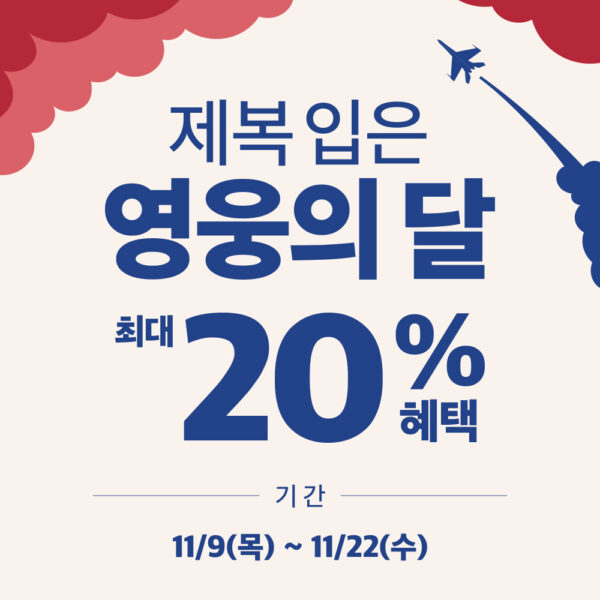 제복 입은
영웅의 달
최대 20% 혜택
기간
11/9(목) ~ 11/22(수)